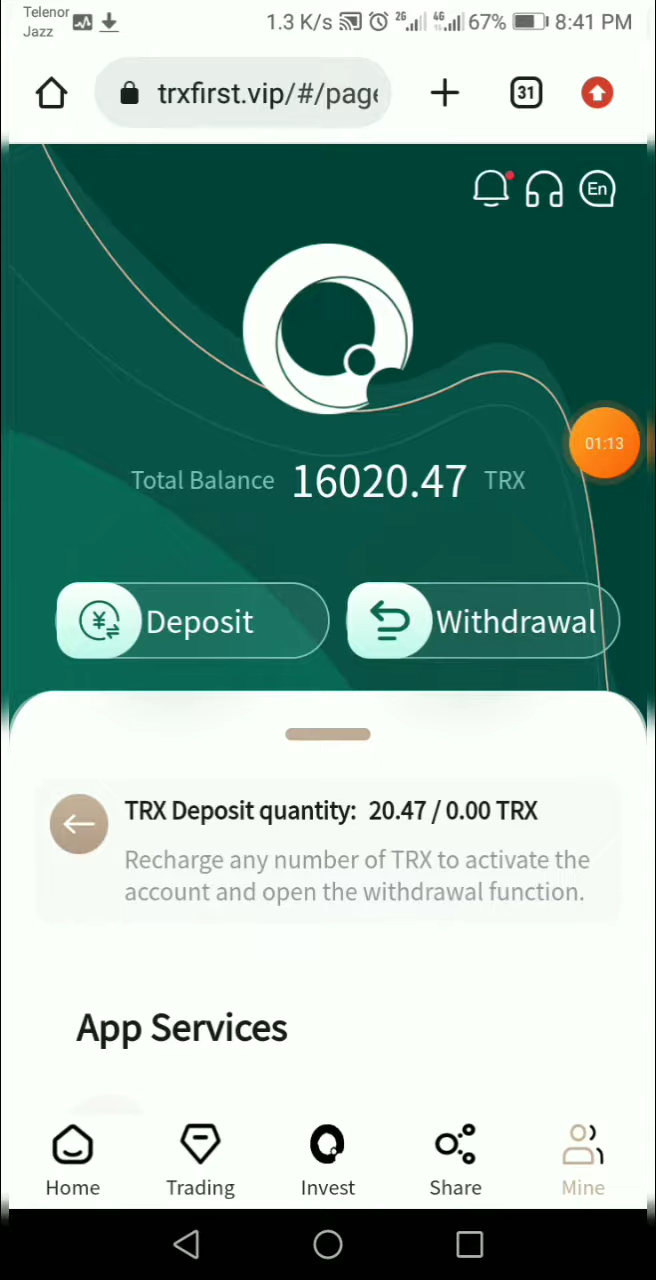 Telenor
Jazz
1.3 K/s 26 4G 67% 8:41 PM
trxfirst.vip/#/page
31
En
01:13
Total Balance 16020.47 TRX
Deposit
Withdrawal
TRX Deposit quantity: 20.47 / 0.00 TRX
Recharge any number of TRX to activate the
account and open the withdrawal function.
App Services
Home Trading Invest Share Mine